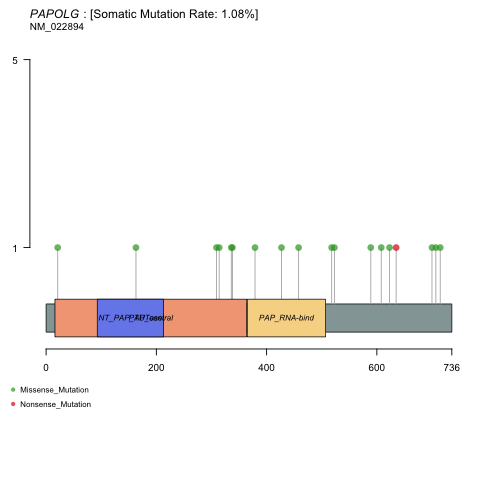 PAPOLG : [Somatic Mutation Rate: 1.08%]
NM_022894
5
1
PAP_RNA-bind
0
200
400
600
736
Missense_Mutation
Nonsense_Mutation